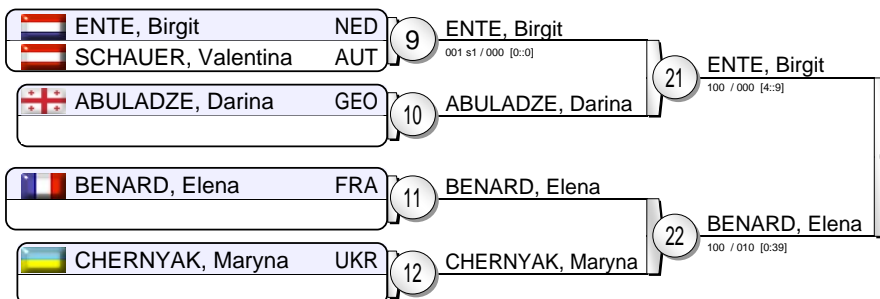 ENTE, Birgit NED
SCHAUER, Valentina AUT
9
ENTE, Birgit
001 s1 / 000 [0::0]
ABULADZE, Darina GEO
10
ABULADZE, Darina
21
ENTE, Birgit
100 / 000 [4::9]
BENARD, Elena FRA
11
BENARD, Elena
CHERNYAK, Maryna UKR
12
CHERNYAK, Maryna
22
BENARD, Elena
100 / 010 [0:39]